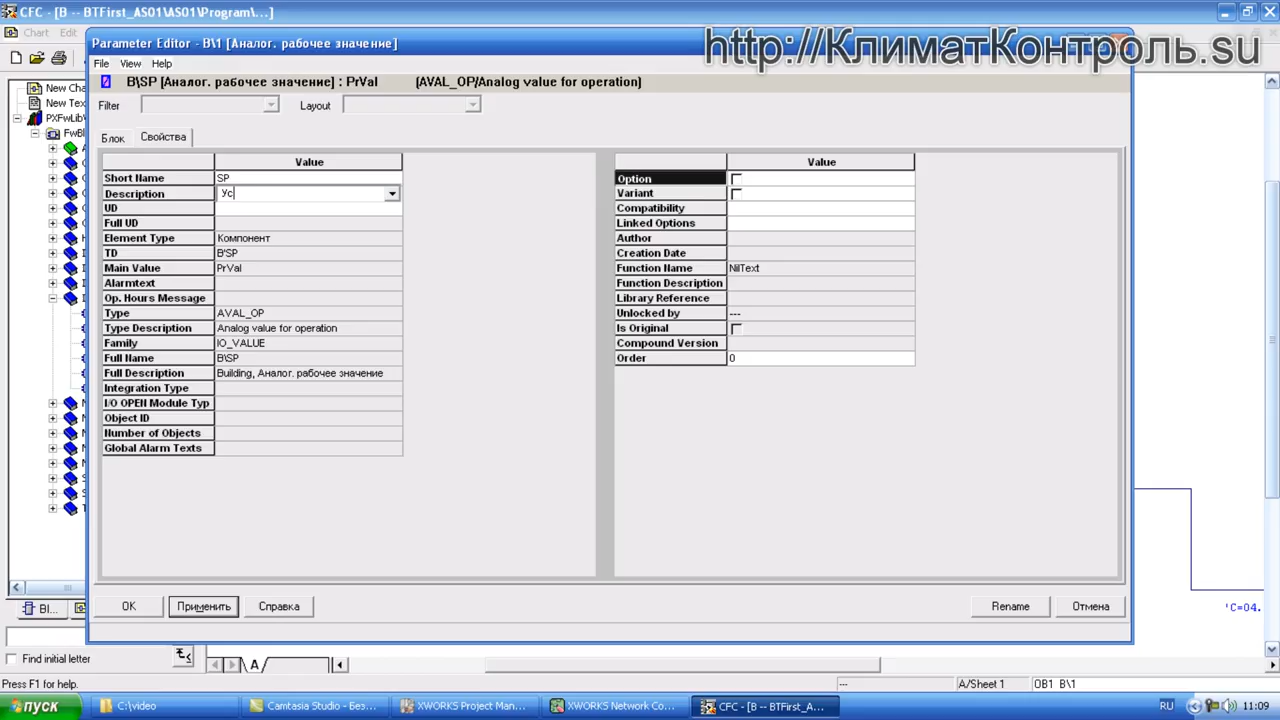 CFC - [B -- BTFirst_AS01\AS01\Program\...]
Chart Edit
http://КлиматКонтроль.su
Parameter Editor - B\1 [Аналог. рабочее значение]
File View Help
B\SP [Аналог. рабочее значение] : PrVal (AVAL_OP/Analog value for operation)
Filter Layout
Блок Свойства
New Cha
New Text
PXFwLib\
FwBl
Value
Short Name SP
Description Ус
UD
Full UD
Element Type Компонент
TD B'SP
Main Value PrVal
Alarmtext
Op. Hours Message
Type AVAL_OP
Type Description Analog value for operation
Family IO_VALUE
Full Name B\SP
Full Description Building, Аналог. рабочее значение
Integration Type
I/O OPEN Module Typ
Object ID
Number of Objects
Global Alarm Texts
Value
Option
Variant
Compatibility
Linked Options
Author
Creation Date
Function Name NilText
Function Description
Library Reference
Unlocked by ---
Is Original
Compound Version
Order 0
OK Применить Справка Rename Отмена
'C=04.
Bl...
Find initial letter
A
Press F1 for help. --- A/Sheet 1 OB1 B\1
пуск C:\video Camtasia Studio - Без... XWORKS Project Man... XWORKS Network Co... CFC - [B -- BTFirst_A... RU 11:09